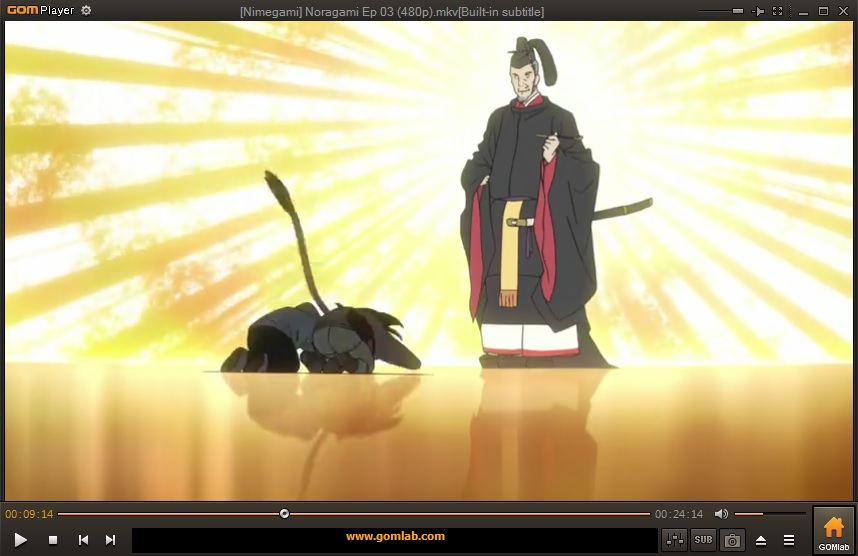 GOM Player
[Nimegami] Noragami Ep 03 (480p).mkv[Built-in subtitle]
00:09:14
00:24:14
www.gomlab.com
SUB
GOMlab